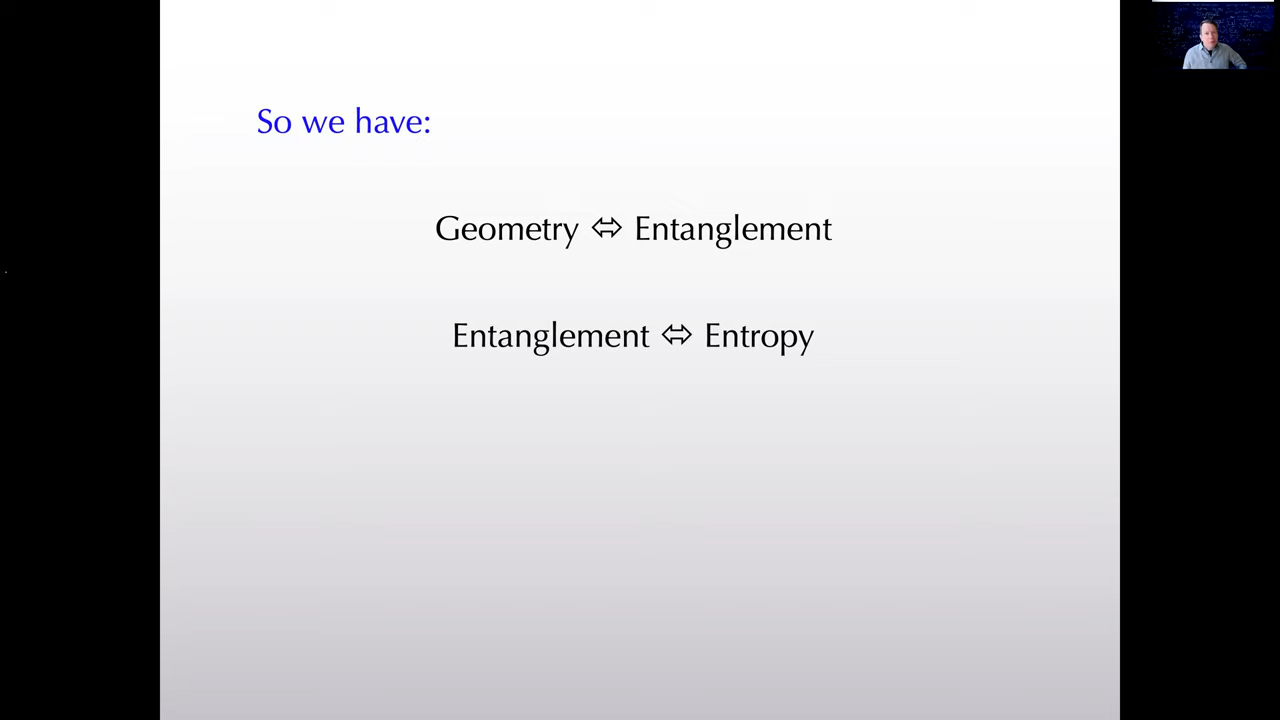 So we have:
Geometry ⬄ Entanglement
Entanglement ⬄ Entropy